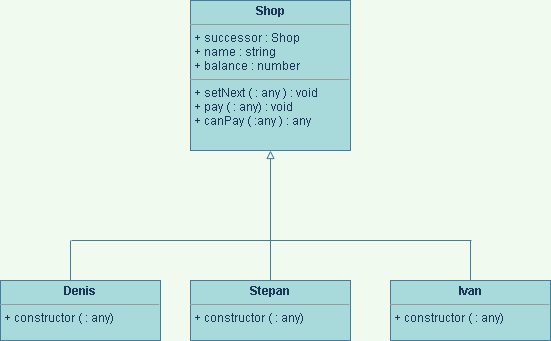 Shop
+ successor : Shop
+ name : string
+ balance : number
+ setNext ( : any ) : void
+ pay ( : any) : void
+ canPay ( :any ) : any
Denis
+ constructor ( : any)
Stepan
+ constructor ( : any)
Ivan
+ constructor ( : any)